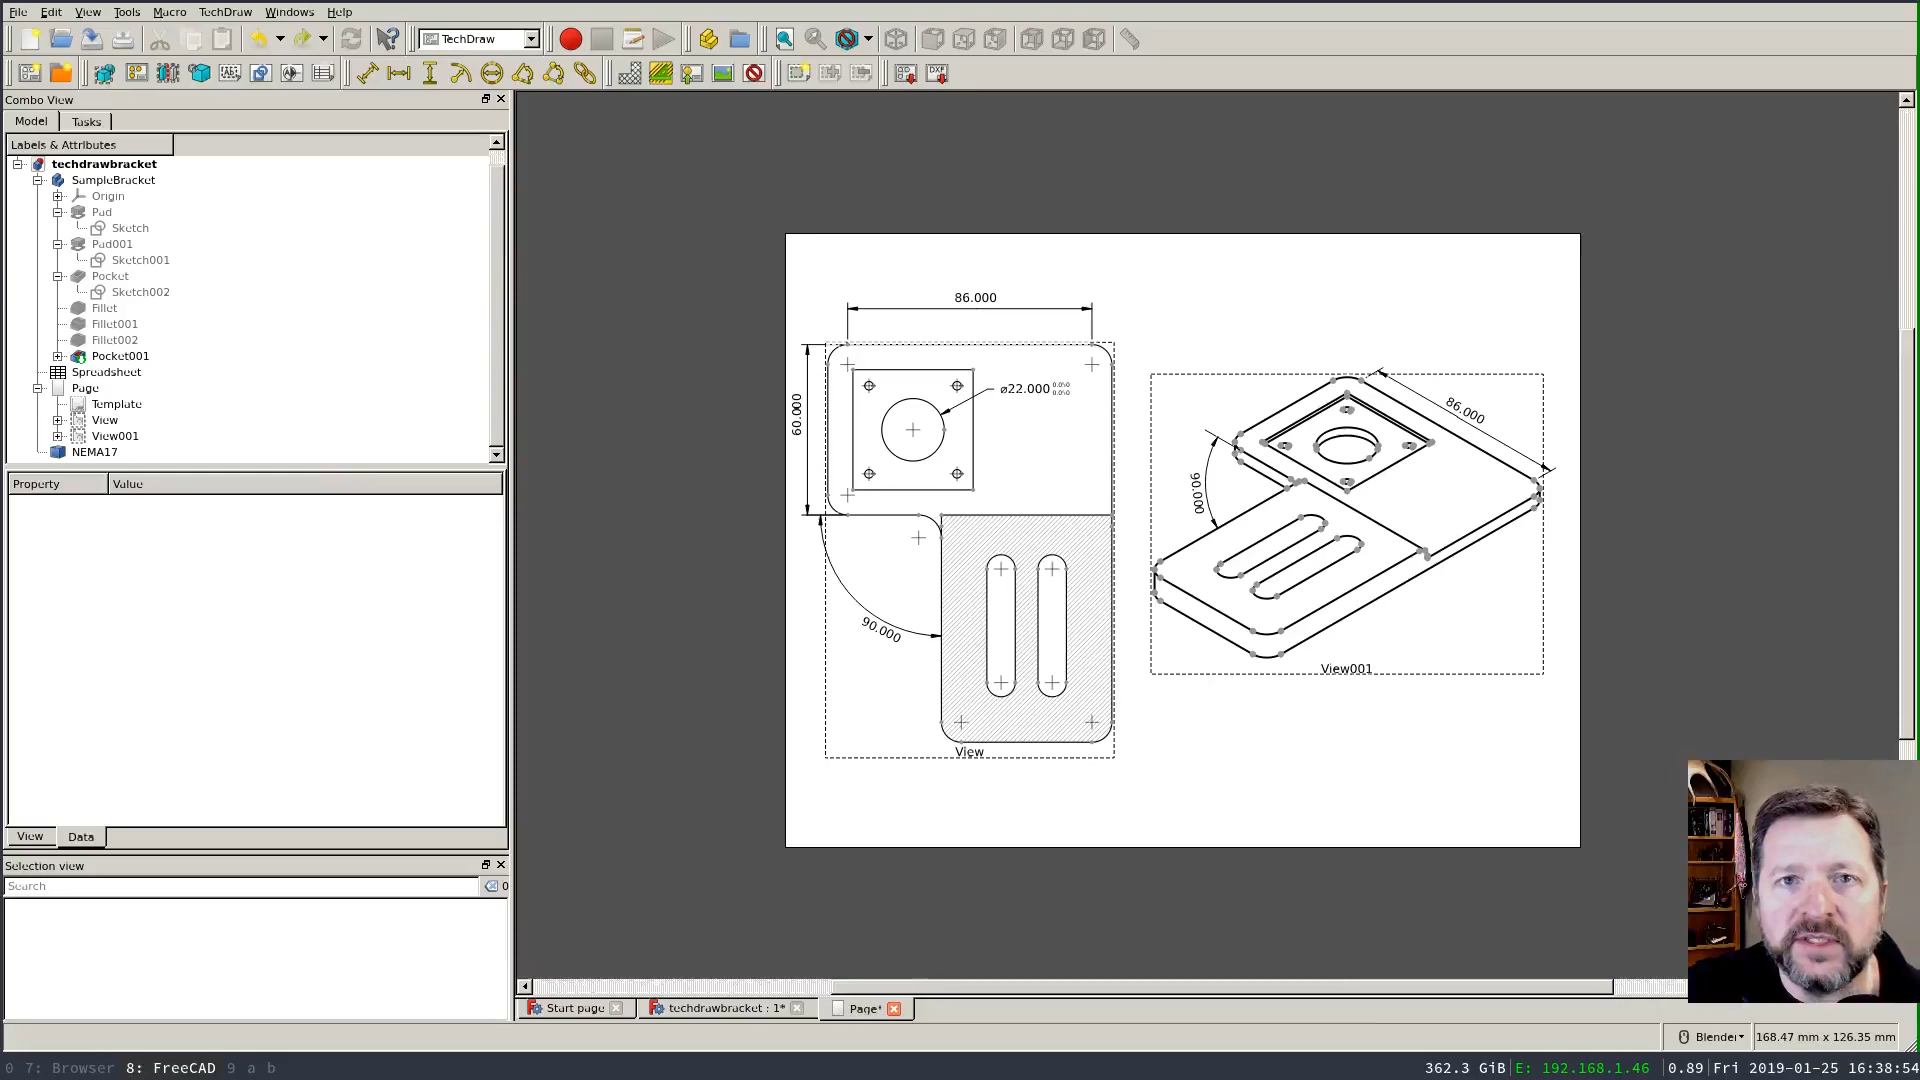 File Edit View Tools Macro TechDraw Windows Help
TechDraw
Combo View
Model Tasks
Labels & Attributes
techdrawbracket
SampleBracket
Origin
Pad
Sketch
Pad001
Sketch001
Pocket
Sketch002
Fillet
Fillet001
Fillet002
Pocket001
Spreadsheet
Page
Template
View
View001
NEMA17
Property Value
View Data
Selection view
Search 0
86.000
60.000
⌀22.000
90.000
View
86.000
90.000
View001
Start page techdrawbracket : 1* Page*
Blender 168.47 mm x 126.35 mm
0 7: Browser 8: FreeCAD 9 a b 362.3 GiB E: 192.168.1.46 0.89 Fri 2019-01-25 16:38:54